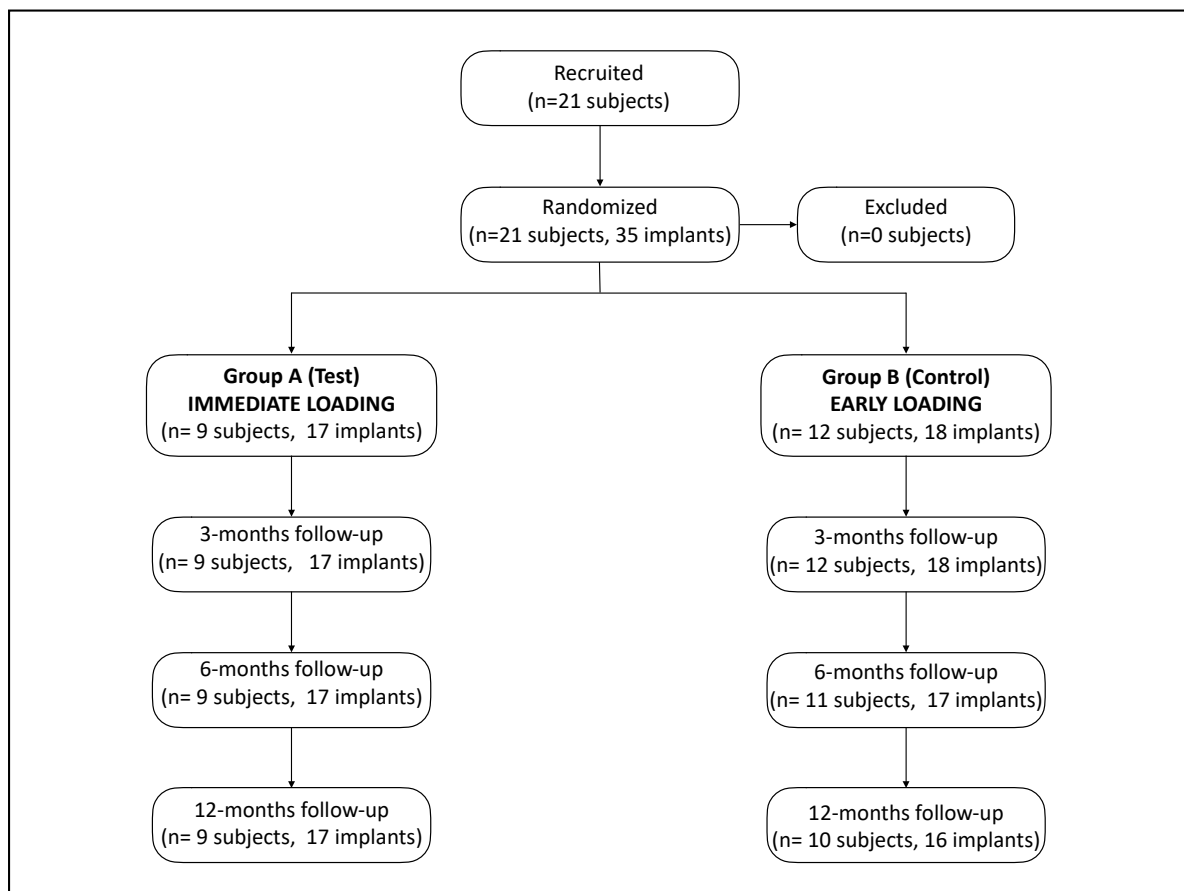 Recruited
(n=21 subjects)
Randomized
(n=21 subjects, 35 implants)
Excluded
(n=0 subjects)
Group A (Test)
IMMEDIATE LOADING
(n= 9 subjects,  17 implants)
Group B (Control)
EARLY LOADING
(n= 12 subjects, 18 implants)
3-months follow-up
(n= 9 subjects,   17 implants)
3-months follow-up
(n= 12 subjects,  18 implants)
6-months follow-up
(n= 9 subjects,  17 implants)
6-months follow-up
(n= 11 subjects,  17 implants)
12-months follow-up
(n= 9 subjects,  17 implants)
12-months follow-up
(n= 10 subjects, 16 implants)